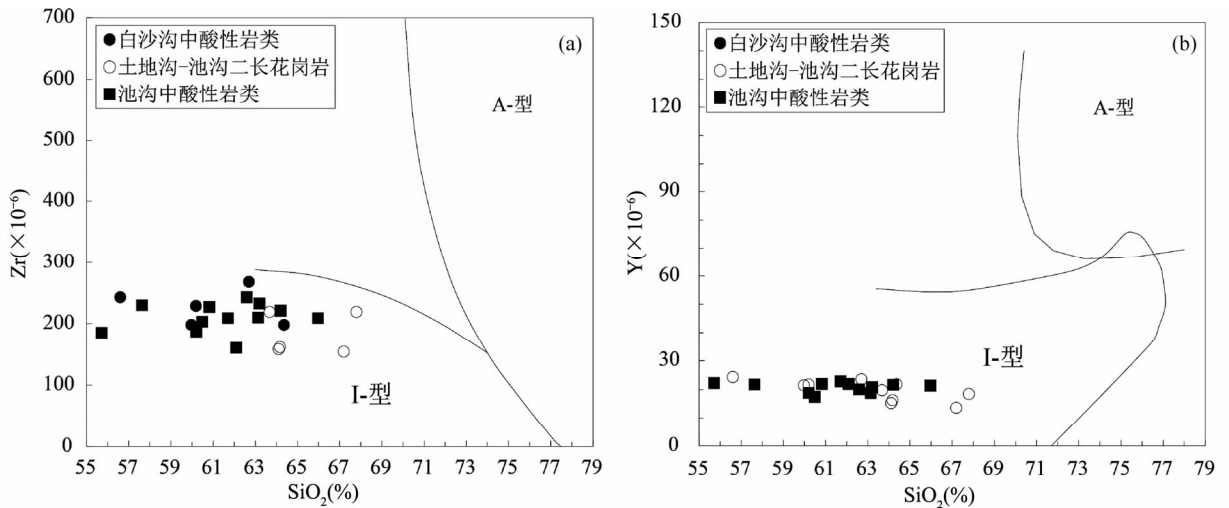 (a)
白沙沟中酸性岩类
土地沟-池沟二长花岗岩
池沟中酸性岩类
A-型
I-型
Zr(×10⁻⁶)
700
600
500
400
300
200
100
0
55 57 59 61 63 65 67 69 71 73 75 77 79
SiO₂(%)
(b)
白沙沟中酸性岩类
土地沟-池沟二长花岗岩
池沟中酸性岩类
A-型
I-型
Y(×10⁻⁶)
150
120
90
60
30
0
55 57 59 61 63 65 67 69 71 73 75 77 79
SiO₂(%)